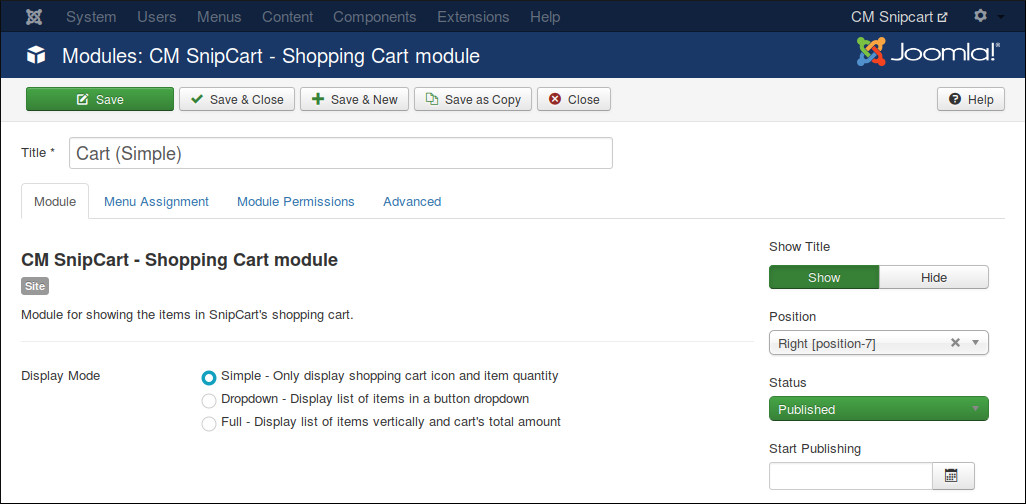 System Users Menus Content Components Extensions Help CM Snipcart
Modules: CM SnipCart - Shopping Cart module Joomla!®
Save Save & Close Save & New Save as Copy Close Help
Title * Cart (Simple)
Module Menu Assignment Module Permissions Advanced
CM SnipCart - Shopping Cart module
Site
Module for showing the items in SnipCart's shopping cart.
Display Mode
Simple - Only display shopping cart icon and item quantity
Dropdown - Display list of items in a button dropdown
Full - Display list of items vertically and cart's total amount
Show Title
Show Hide
Position
Right [position-7]
Status
Published
Start Publishing